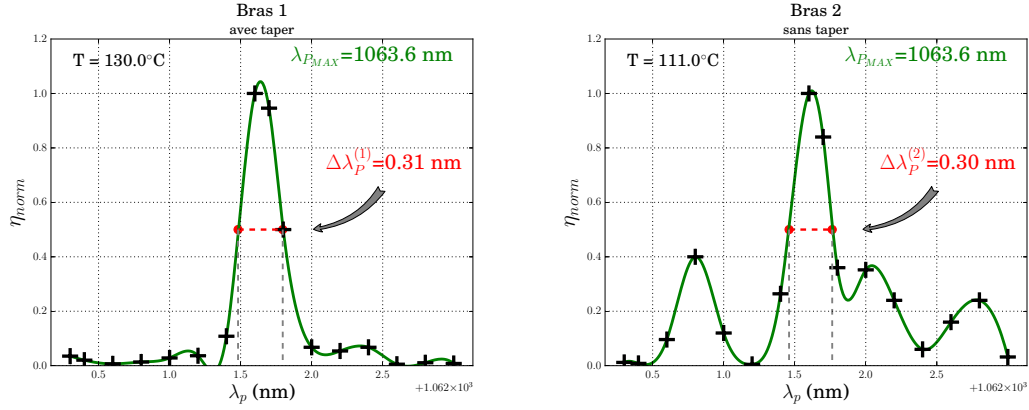 Bras 1
avec taper
T = 130.0°C
λ_{P_{MAX}}=1063.6 nm
Δλ_P^{(1)}=0.31 nm
η_{norm}
1.2
1.0
0.8
0.6
0.4
0.2
0.0
0.5 1.0 1.5 2.0 2.5
+1.062×10³
λ_p (nm)
Bras 2
sans taper
T = 111.0°C
λ_{P_{MAX}}=1063.6 nm
Δλ_P^{(2)}=0.30 nm
η_{norm}
1.2
1.0
0.8
0.6
0.4
0.2
0.0
0.5 1.0 1.5 2.0 2.5
+1.062×10³
λ_p (nm)